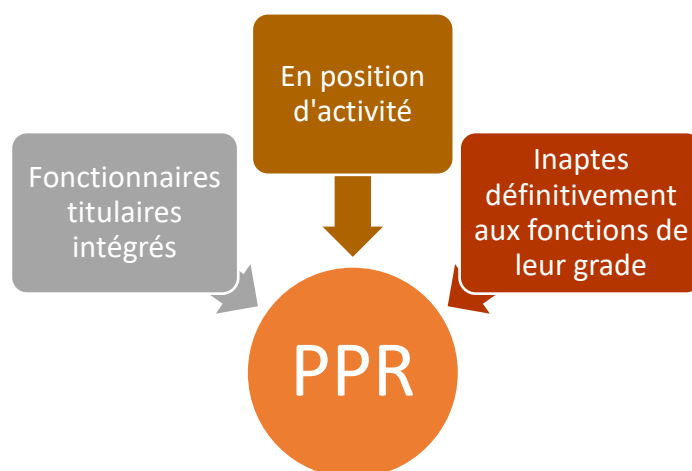 Fonctionnaires
titulaires
intégrés
En position
d'activité
Inaptes
définitivement
aux fonctions de
leur grade
PPR